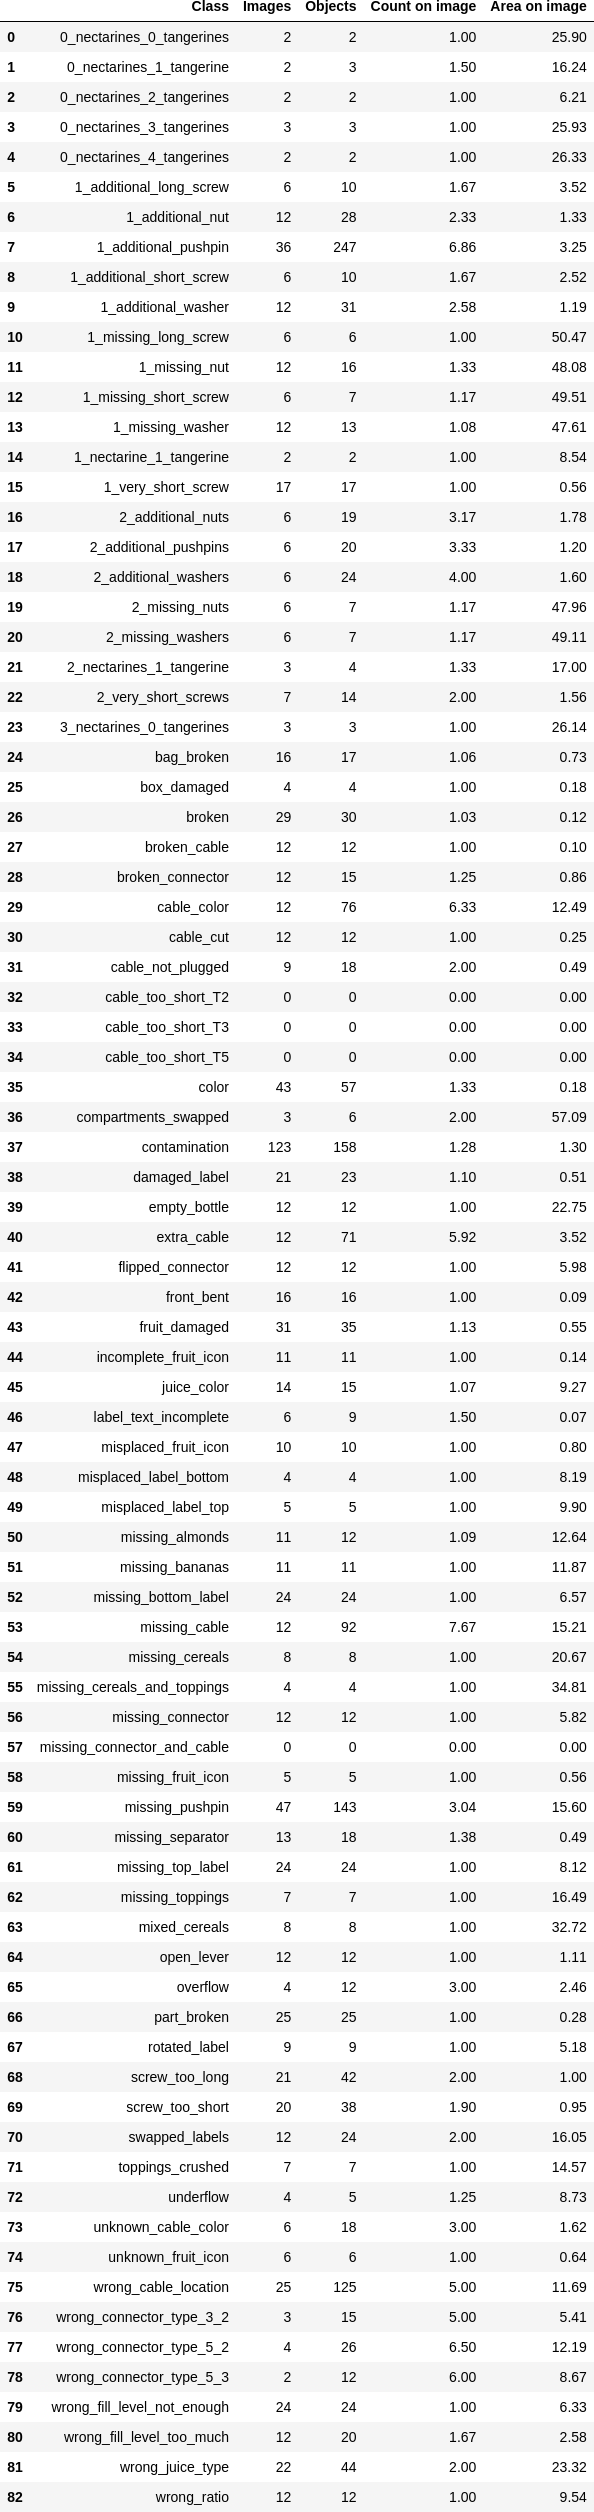 Class Images Objects Count on image Area on image
0 0_nectarines_0_tangerines 2 2 1.00 25.90
1 0_nectarines_1_tangerine 2 3 1.50 16.24
2 0_nectarines_2_tangerines 2 2 1.00 6.21
3 0_nectarines_3_tangerines 3 3 1.00 25.93
4 0_nectarines_4_tangerines 2 2 1.00 26.33
5 1_additional_long_screw 6 10 1.67 3.52
6 1_additional_nut 12 28 2.33 1.33
7 1_additional_pushpin 36 247 6.86 3.25
8 1_additional_short_screw 6 10 1.67 2.52
9 1_additional_washer 12 31 2.58 1.19
10 1_missing_long_screw 6 6 1.00 50.47
11 1_missing_nut 12 16 1.33 48.08
12 1_missing_short_screw 6 7 1.17 49.51
13 1_missing_washer 12 13 1.08 47.61
14 1_nectarine_1_tangerine 2 2 1.00 8.54
15 1_very_short_screw 17 17 1.00 0.56
16 2_additional_nuts 6 19 3.17 1.78
17 2_additional_pushpins 6 20 3.33 1.20
18 2_additional_washers 6 24 4.00 1.60
19 2_missing_nuts 6 7 1.17 47.96
20 2_missing_washers 6 7 1.17 49.11
21 2_nectarines_1_tangerine 3 4 1.33 17.00
22 2_very_short_screws 7 14 2.00 1.56
23 3_nectarines_0_tangerines 3 3 1.00 26.14
24 bag_broken 16 17 1.06 0.73
25 box_damaged 4 4 1.00 0.18
26 broken 29 30 1.03 0.12
27 broken_cable 12 12 1.00 0.10
28 broken_connector 12 15 1.25 0.86
29 cable_color 12 76 6.33 12.49
30 cable_cut 12 12 1.00 0.25
31 cable_not_plugged 9 18 2.00 0.49
32 cable_too_short_T2 0 0 0.00 0.00
33 cable_too_short_T3 0 0 0.00 0.00
34 cable_too_short_T5 0 0 0.00 0.00
35 color 43 57 1.33 0.18
36 compartments_swapped 3 6 2.00 57.09
37 contamination 123 158 1.28 1.30
38 damaged_label 21 23 1.10 0.51
39 empty_bottle 12 12 1.00 22.75
40 extra_cable 12 71 5.92 3.52
41 flipped_connector 12 12 1.00 5.98
42 front_bent 16 16 1.00 0.09
43 fruit_damaged 31 35 1.13 0.55
44 incomplete_fruit_icon 11 11 1.00 0.14
45 juice_color 14 15 1.07 9.27
46 label_text_incomplete 6 9 1.50 0.07
47 misplaced_fruit_icon 10 10 1.00 0.80
48 misplaced_label_bottom 4 4 1.00 8.19
49 misplaced_label_top 5 5 1.00 9.90
50 missing_almonds 11 12 1.09 12.64
51 missing_bananas 11 11 1.00 11.87
52 missing_bottom_label 24 24 1.00 6.57
53 missing_cable 12 92 7.67 15.21
54 missing_cereals 8 8 1.00 20.67
55 missing_cereals_and_toppings 4 4 1.00 34.81
56 missing_connector 12 12 1.00 5.82
57 missing_connector_and_cable 0 0 0.00 0.00
58 missing_fruit_icon 5 5 1.00 0.56
59 missing_pushpin 47 143 3.04 15.60
60 missing_separator 13 18 1.38 0.49
61 missing_top_label 24 24 1.00 8.12
62 missing_toppings 7 7 1.00 16.49
63 mixed_cereals 8 8 1.00 32.72
64 open_lever 12 12 1.00 1.11
65 overflow 4 12 3.00 2.46
66 part_broken 25 25 1.00 0.28
67 rotated_label 9 9 1.00 5.18
68 screw_too_long 21 42 2.00 1.00
69 screw_too_short 20 38 1.90 0.95
70 swapped_labels 12 24 2.00 16.05
71 toppings_crushed 7 7 1.00 14.57
72 underflow 4 5 1.25 8.73
73 unknown_cable_color 6 18 3.00 1.62
74 unknown_fruit_icon 6 6 1.00 0.64
75 wrong_cable_location 25 125 5.00 11.69
76 wrong_connector_type_3_2 3 15 5.00 5.41
77 wrong_connector_type_5_2 4 26 6.50 12.19
78 wrong_connector_type_5_3 2 12 6.00 8.67
79 wrong_fill_level_not_enough 24 24 1.00 6.33
80 wrong_fill_level_too_much 12 20 1.67 2.58
81 wrong_juice_type 22 44 2.00 23.32
82 wrong_ratio 12 12 1.00 9.54